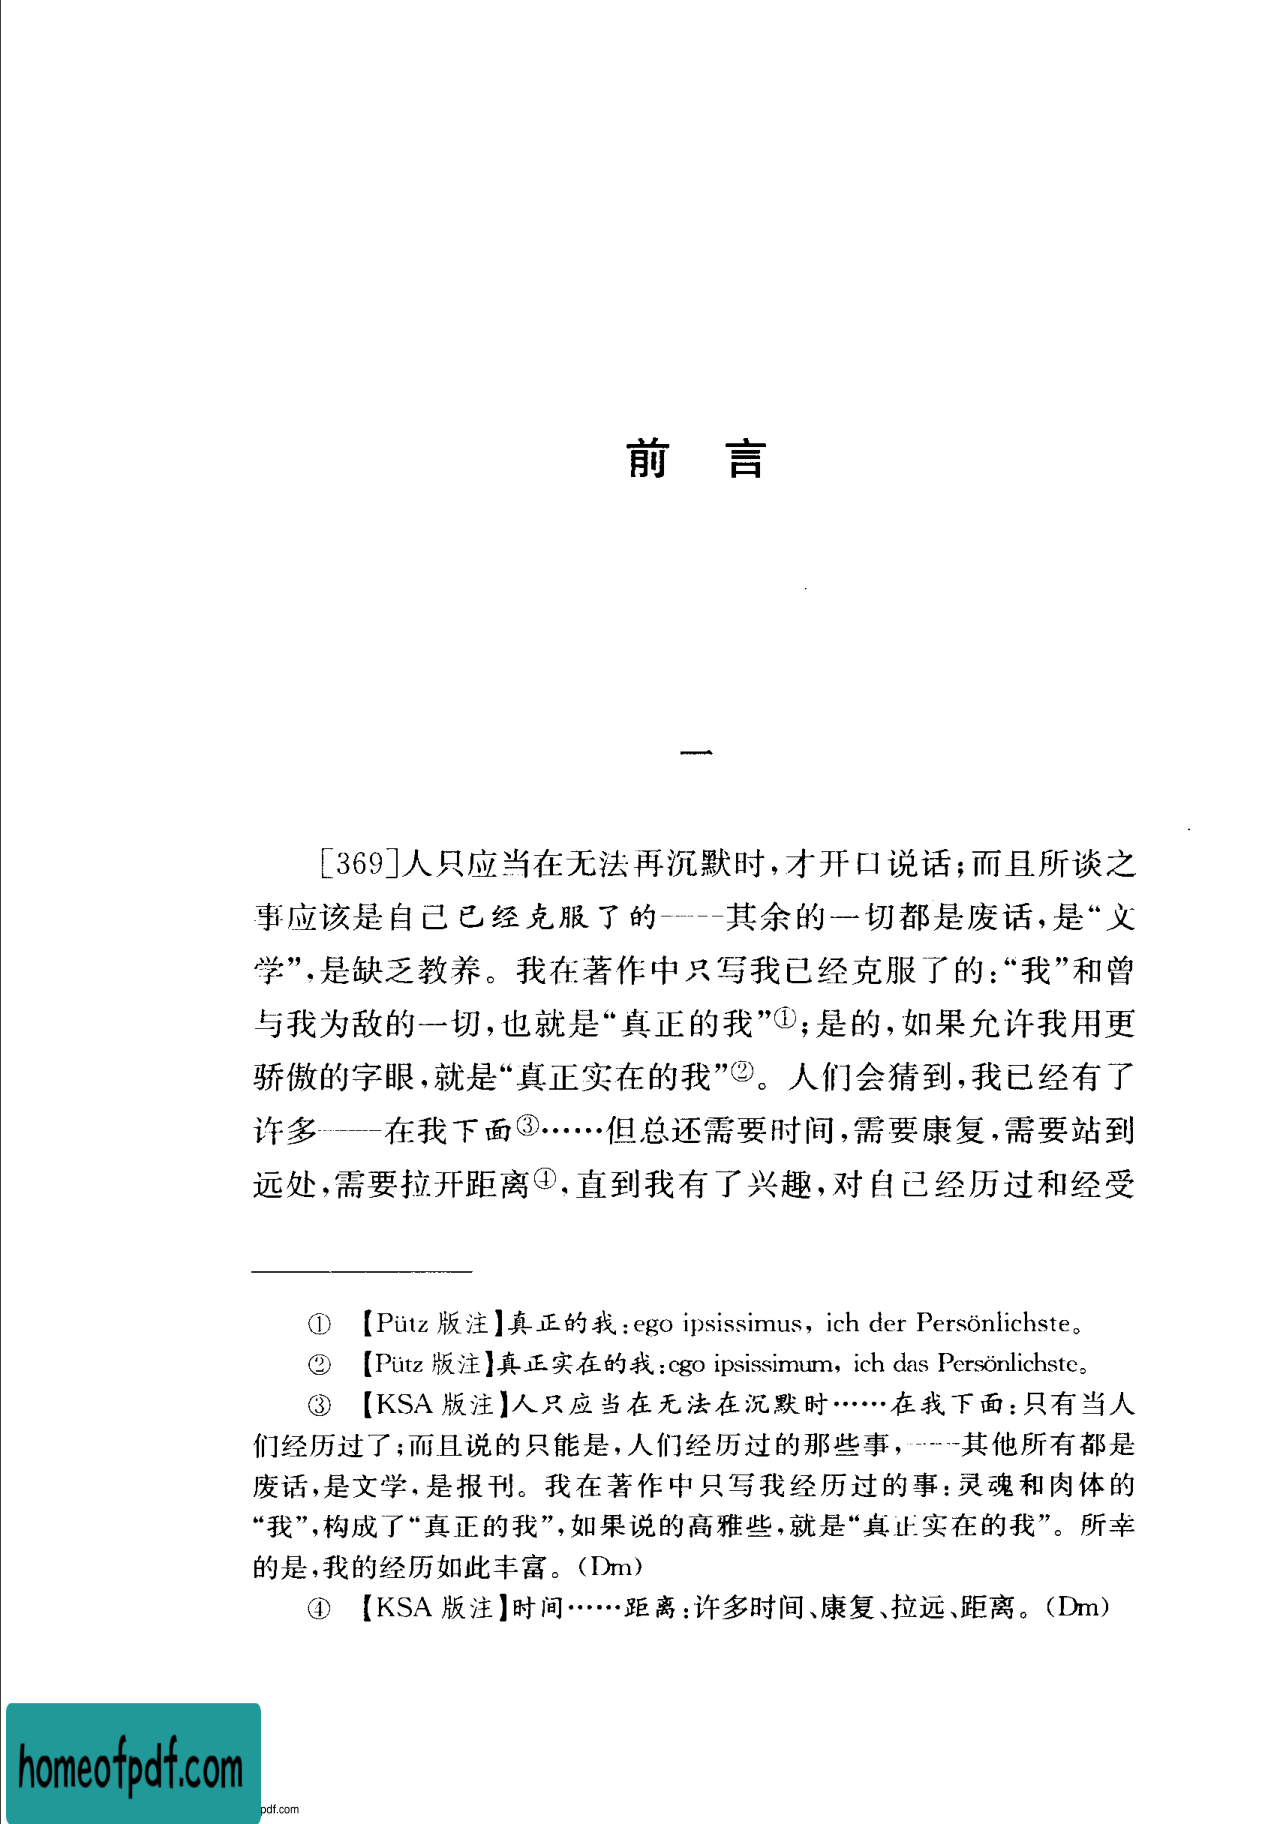 前 言
一
[369]人只应当在无法再沉默时，才开口说话；而且所谈之
事应该是自己已经克服了的——其余的一切都是废话，是“文
学”，是缺乏教养。我在著作中只写我已经克服了的：“我”和曾
与我为敌的一切，也就是“真正的我”①；是的，如果允许我用更
骄傲的字眼，就是“真正实在的我”②。人们会猜到，我已经有了
许多——在我下面③……但总还需要时间，需要康复，需要站到
远处，需要拉开距离④，直到我有了兴趣，对自己经历过和经受
① 【Pütz 版注】真正的我：ego ipsissimus，ich der Persönlichste。
② 【Pütz 版注】真正实在的我：ego ipsissimum，ich das Persönlichste。
③ 【KSA 版注】人只应当在无法在沉默时……在我下面：只有当人
们经历过了；而且说的只能是，人们经历过的那些事，——其他所有都是
废话，是文学，是报刊。我在著作中只写我经历过的事：灵魂和肉体的
“我”，构成了“真正的我”，如果说的高雅些，就是“真正实在的我”。所幸
的是，我的经历如此丰富。（Dm）
④ 【KSA 版注】时间……距离：许多时间、康复、拉远、距离。（Dm）
homeofpdf.com
pdf.com